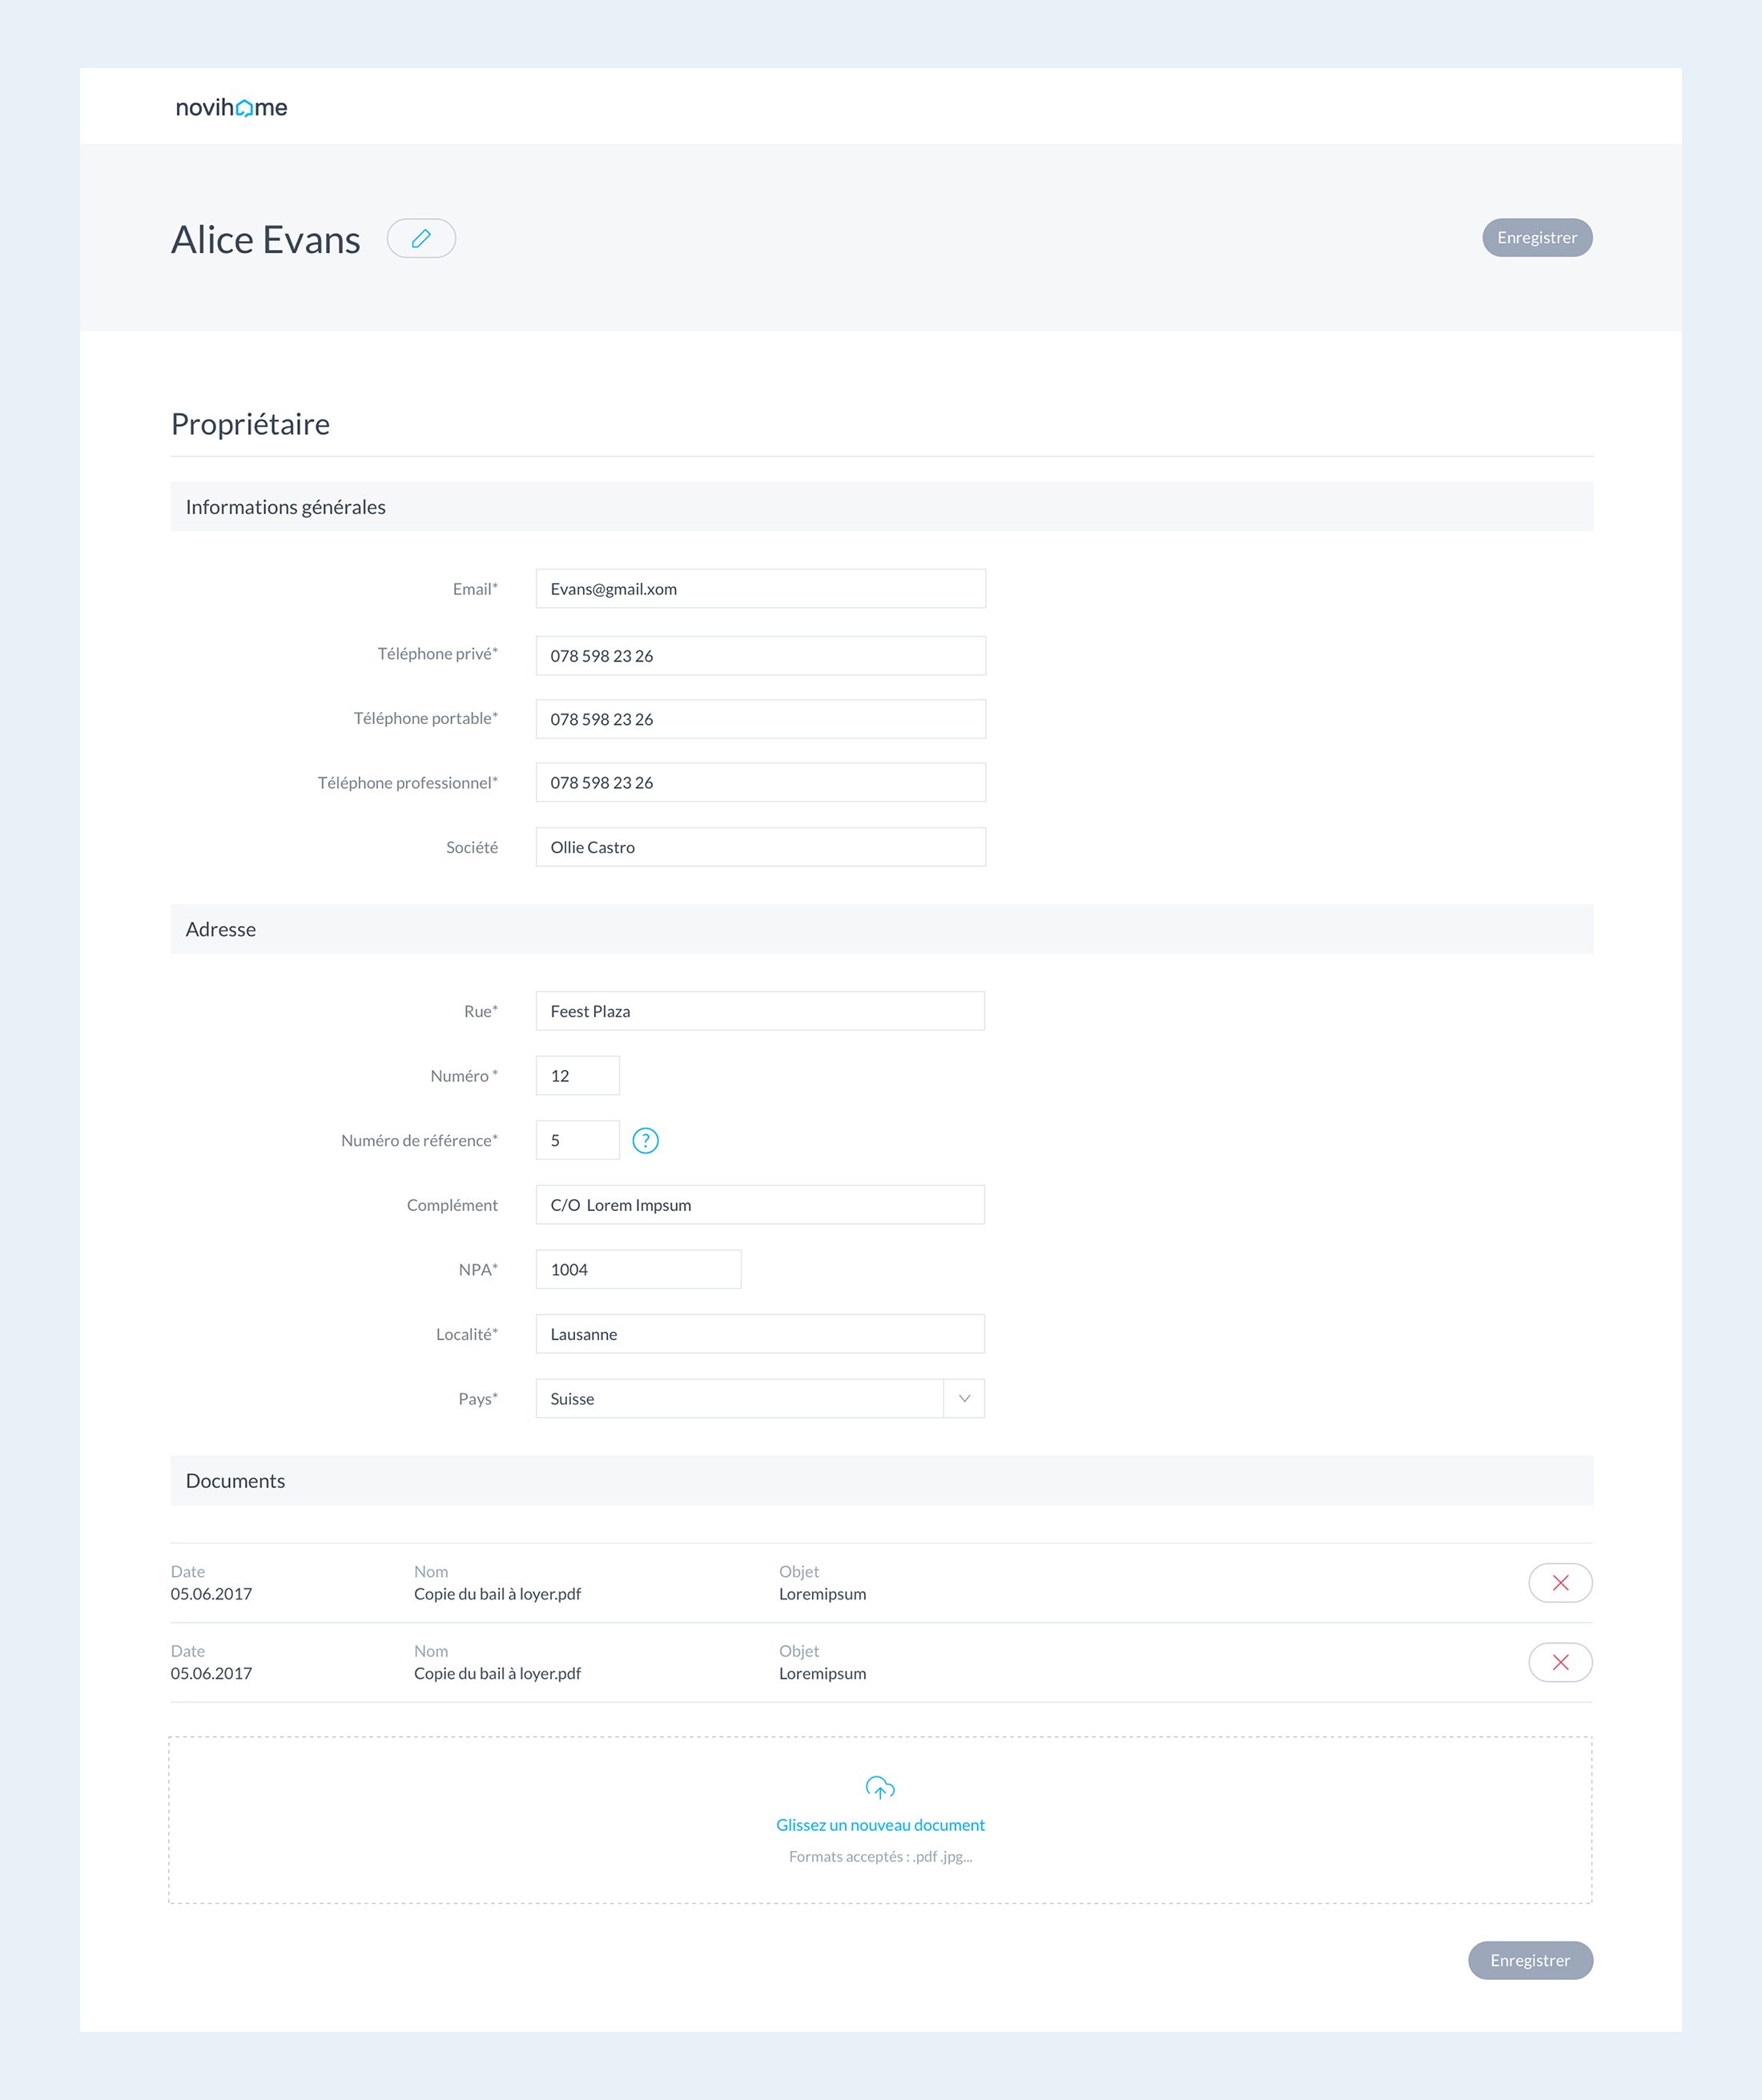 novihome
Alice Evans
Enregistrer
Propriétaire
Informations générales
Email* Evans@gmail.xom
Téléphone privé* 078 598 23 26
Téléphone portable* 078 598 23 26
Téléphone professionnel* 078 598 23 26
Société Ollie Castro
Adresse
Rue* Feest Plaza
Numéro * 12
Numéro de référence* 5 ?
Complément C/O Lorem Impsum
NPA* 1004
Localité* Lausanne
Pays* Suisse
Documents
Date Nom Objet
05.06.2017 Copie du bail à loyer.pdf Loremipsum
Date Nom Objet
05.06.2017 Copie du bail à loyer.pdf Loremipsum
Glissez un nouveau document
Formats acceptés : .pdf .jpg...
Enregistrer